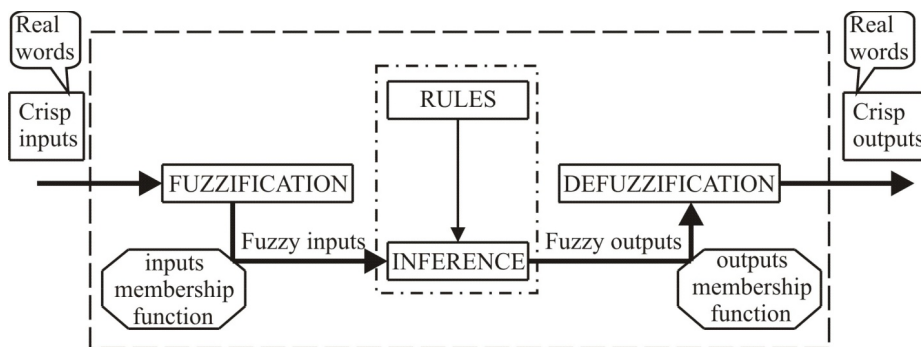 Real
words
Crisp
inputs
FUZZIFICATION
Fuzzy inputs
inputs
membership
function
RULES
INFERENCE
Fuzzy outputs
DEFUZZIFICATION
outputs
membership
function
Real
words
Crisp
outputs